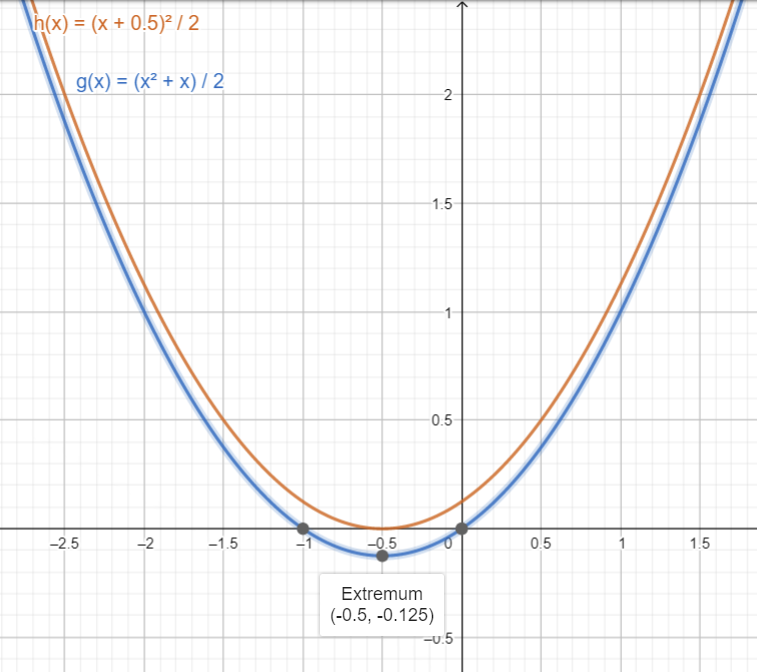 h(x) = (x + 0.5)² / 2
g(x) = (x² + x) / 2
2
1.5
1
0.5
–2.5 –2 –1.5 –1 –0.5 0 0.5 1 1.5
Extremum
(-0.5, -0.125)
–0.5